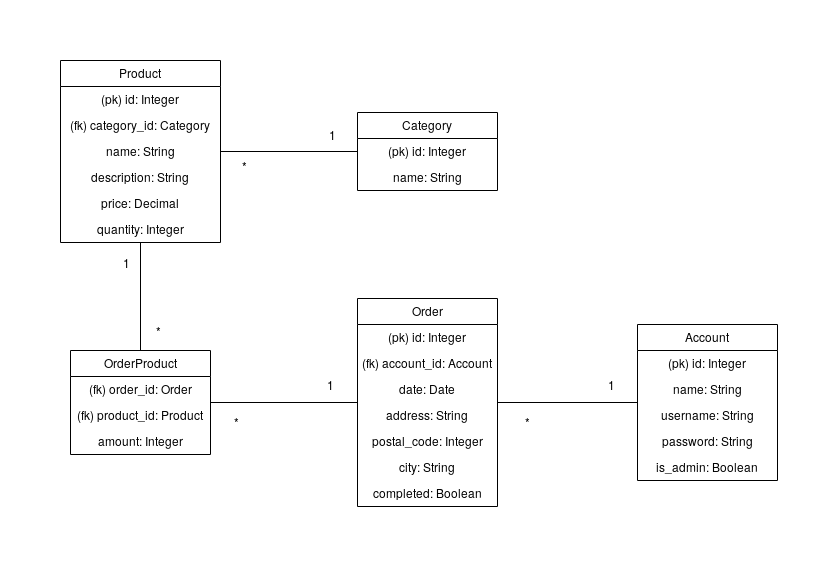 Product
(pk) id: Integer
(fk) category_id: Category
name: String
description: String
price: Decimal
quantity: Integer
1
*
Category
(pk) id: Integer
name: String
1
*
OrderProduct
(fk) order_id: Order
(fk) product_id: Product
amount: Integer
1
*
Order
(pk) id: Integer
(fk) account_id: Account
date: Date
address: String
postal_code: Integer
city: String
completed: Boolean
1
*
Account
(pk) id: Integer
name: String
username: String
password: String
is_admin: Boolean